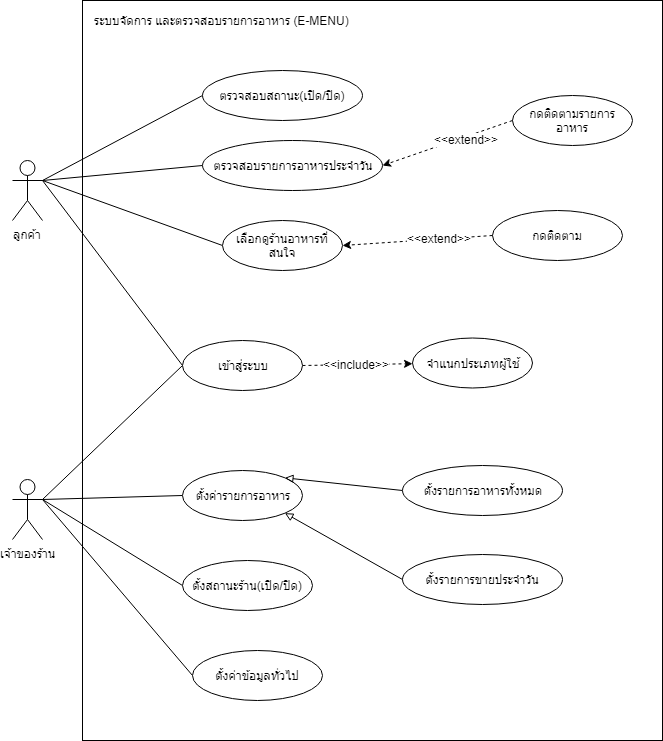 ระบบจัดการ และตรวจสอบรายการอาหาร (E-MENU)
ตรวจสอบสถานะ(เปิด/ปิด)
กดติดตามรายการ
อาหาร
<<extend>>
ตรวจสอบรายการอาหารประจำวัน
ลูกค้า
เลือกดูร้านอาหารที่
สนใจ
<<extend>>
กดติดตาม
เข้าสู่ระบบ
<<include>>
จำแนกประเภทผู้ใช้
ตั้งค่ารายการอาหาร
ตั้งรายการอาหารทั้งหมด
เจ้าของร้าน
ตั้งสถานะร้าน(เปิด/ปิด)
ตั้งรายการขายประจำวัน
ตั้งค่าข้อมูลทั่วไป